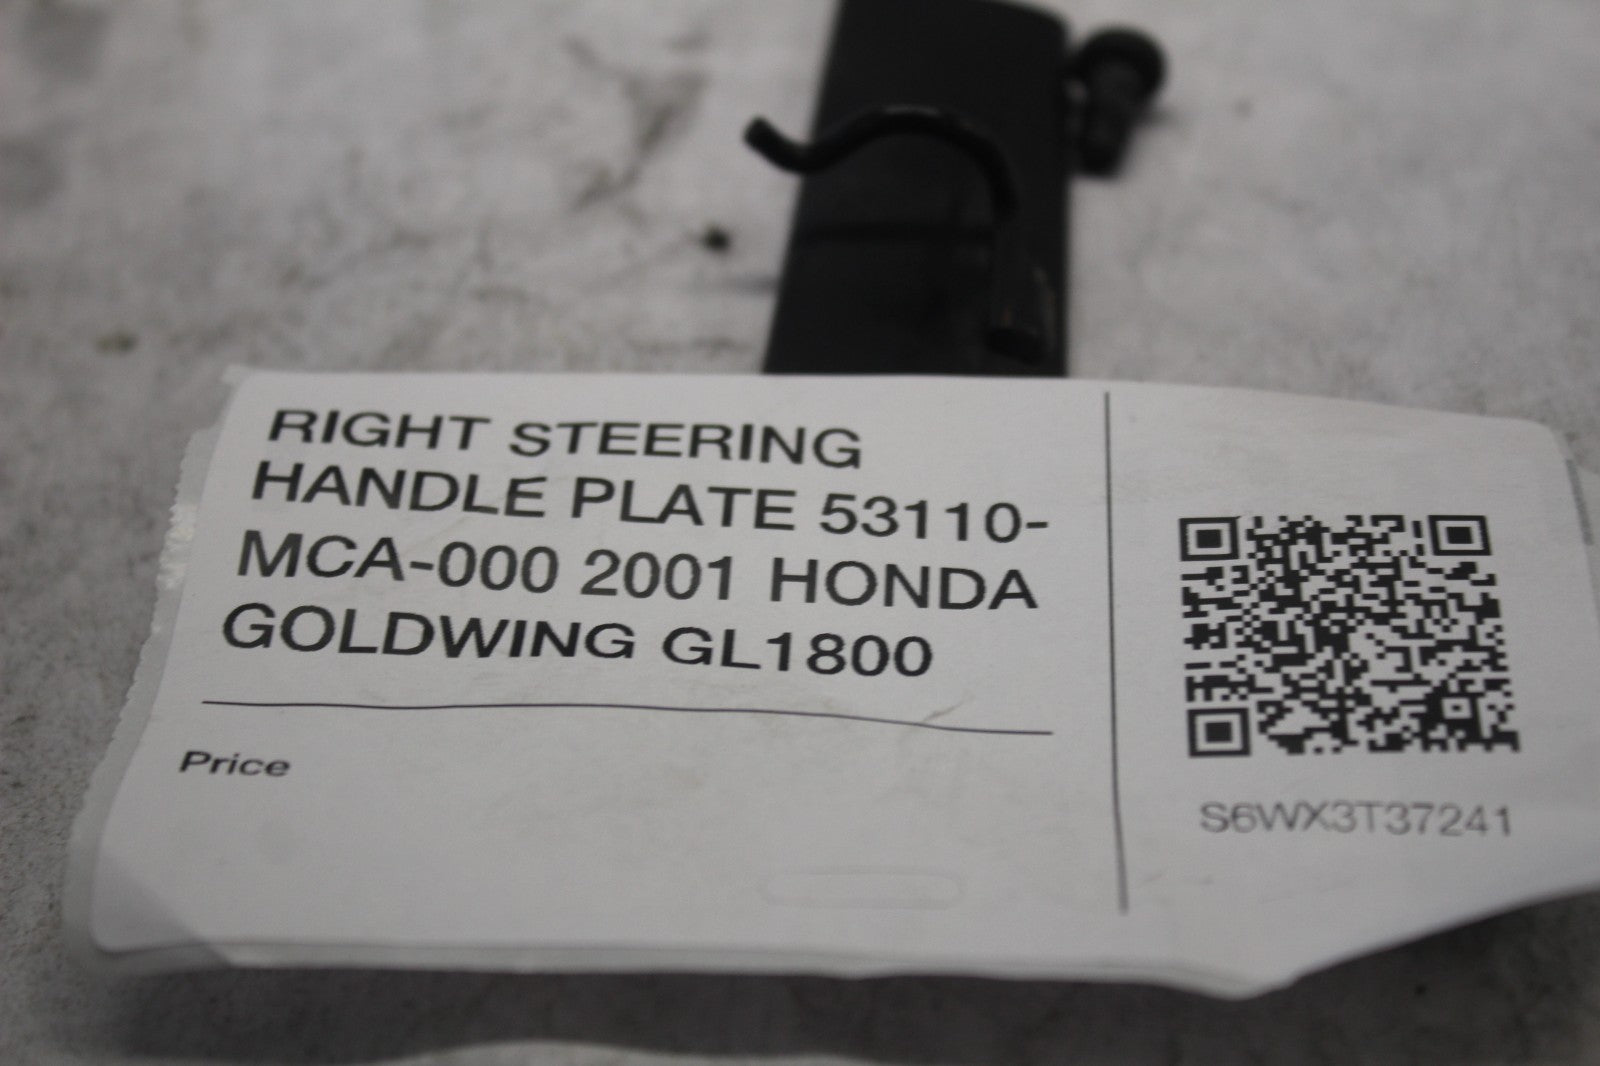 RIGHT STEERING
HANDLE PLATE 53110-
MCA-000 2001 HONDA
GOLDWING GL1800
Price
S6WX3T37241